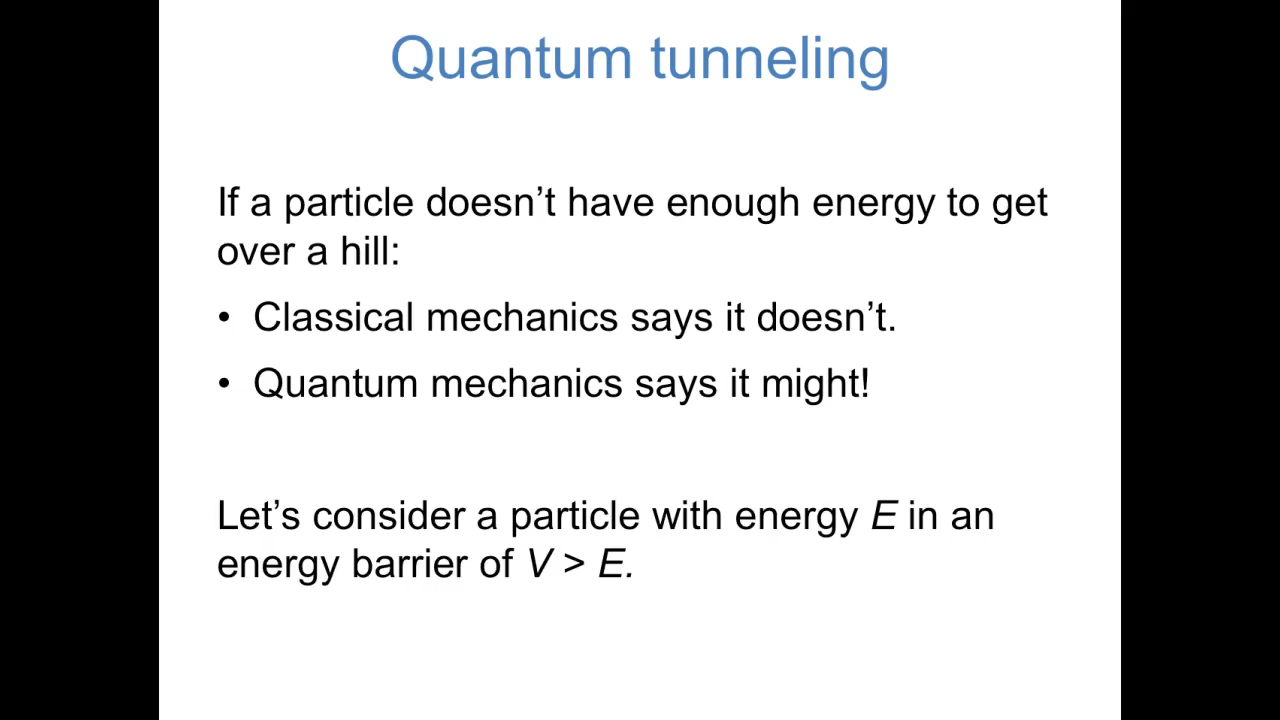 Quantum tunneling
If a particle doesn’t have enough energy to get
over a hill:
• Classical mechanics says it doesn’t.
• Quantum mechanics says it might!
Let’s consider a particle with energy E in an
energy barrier of V > E.